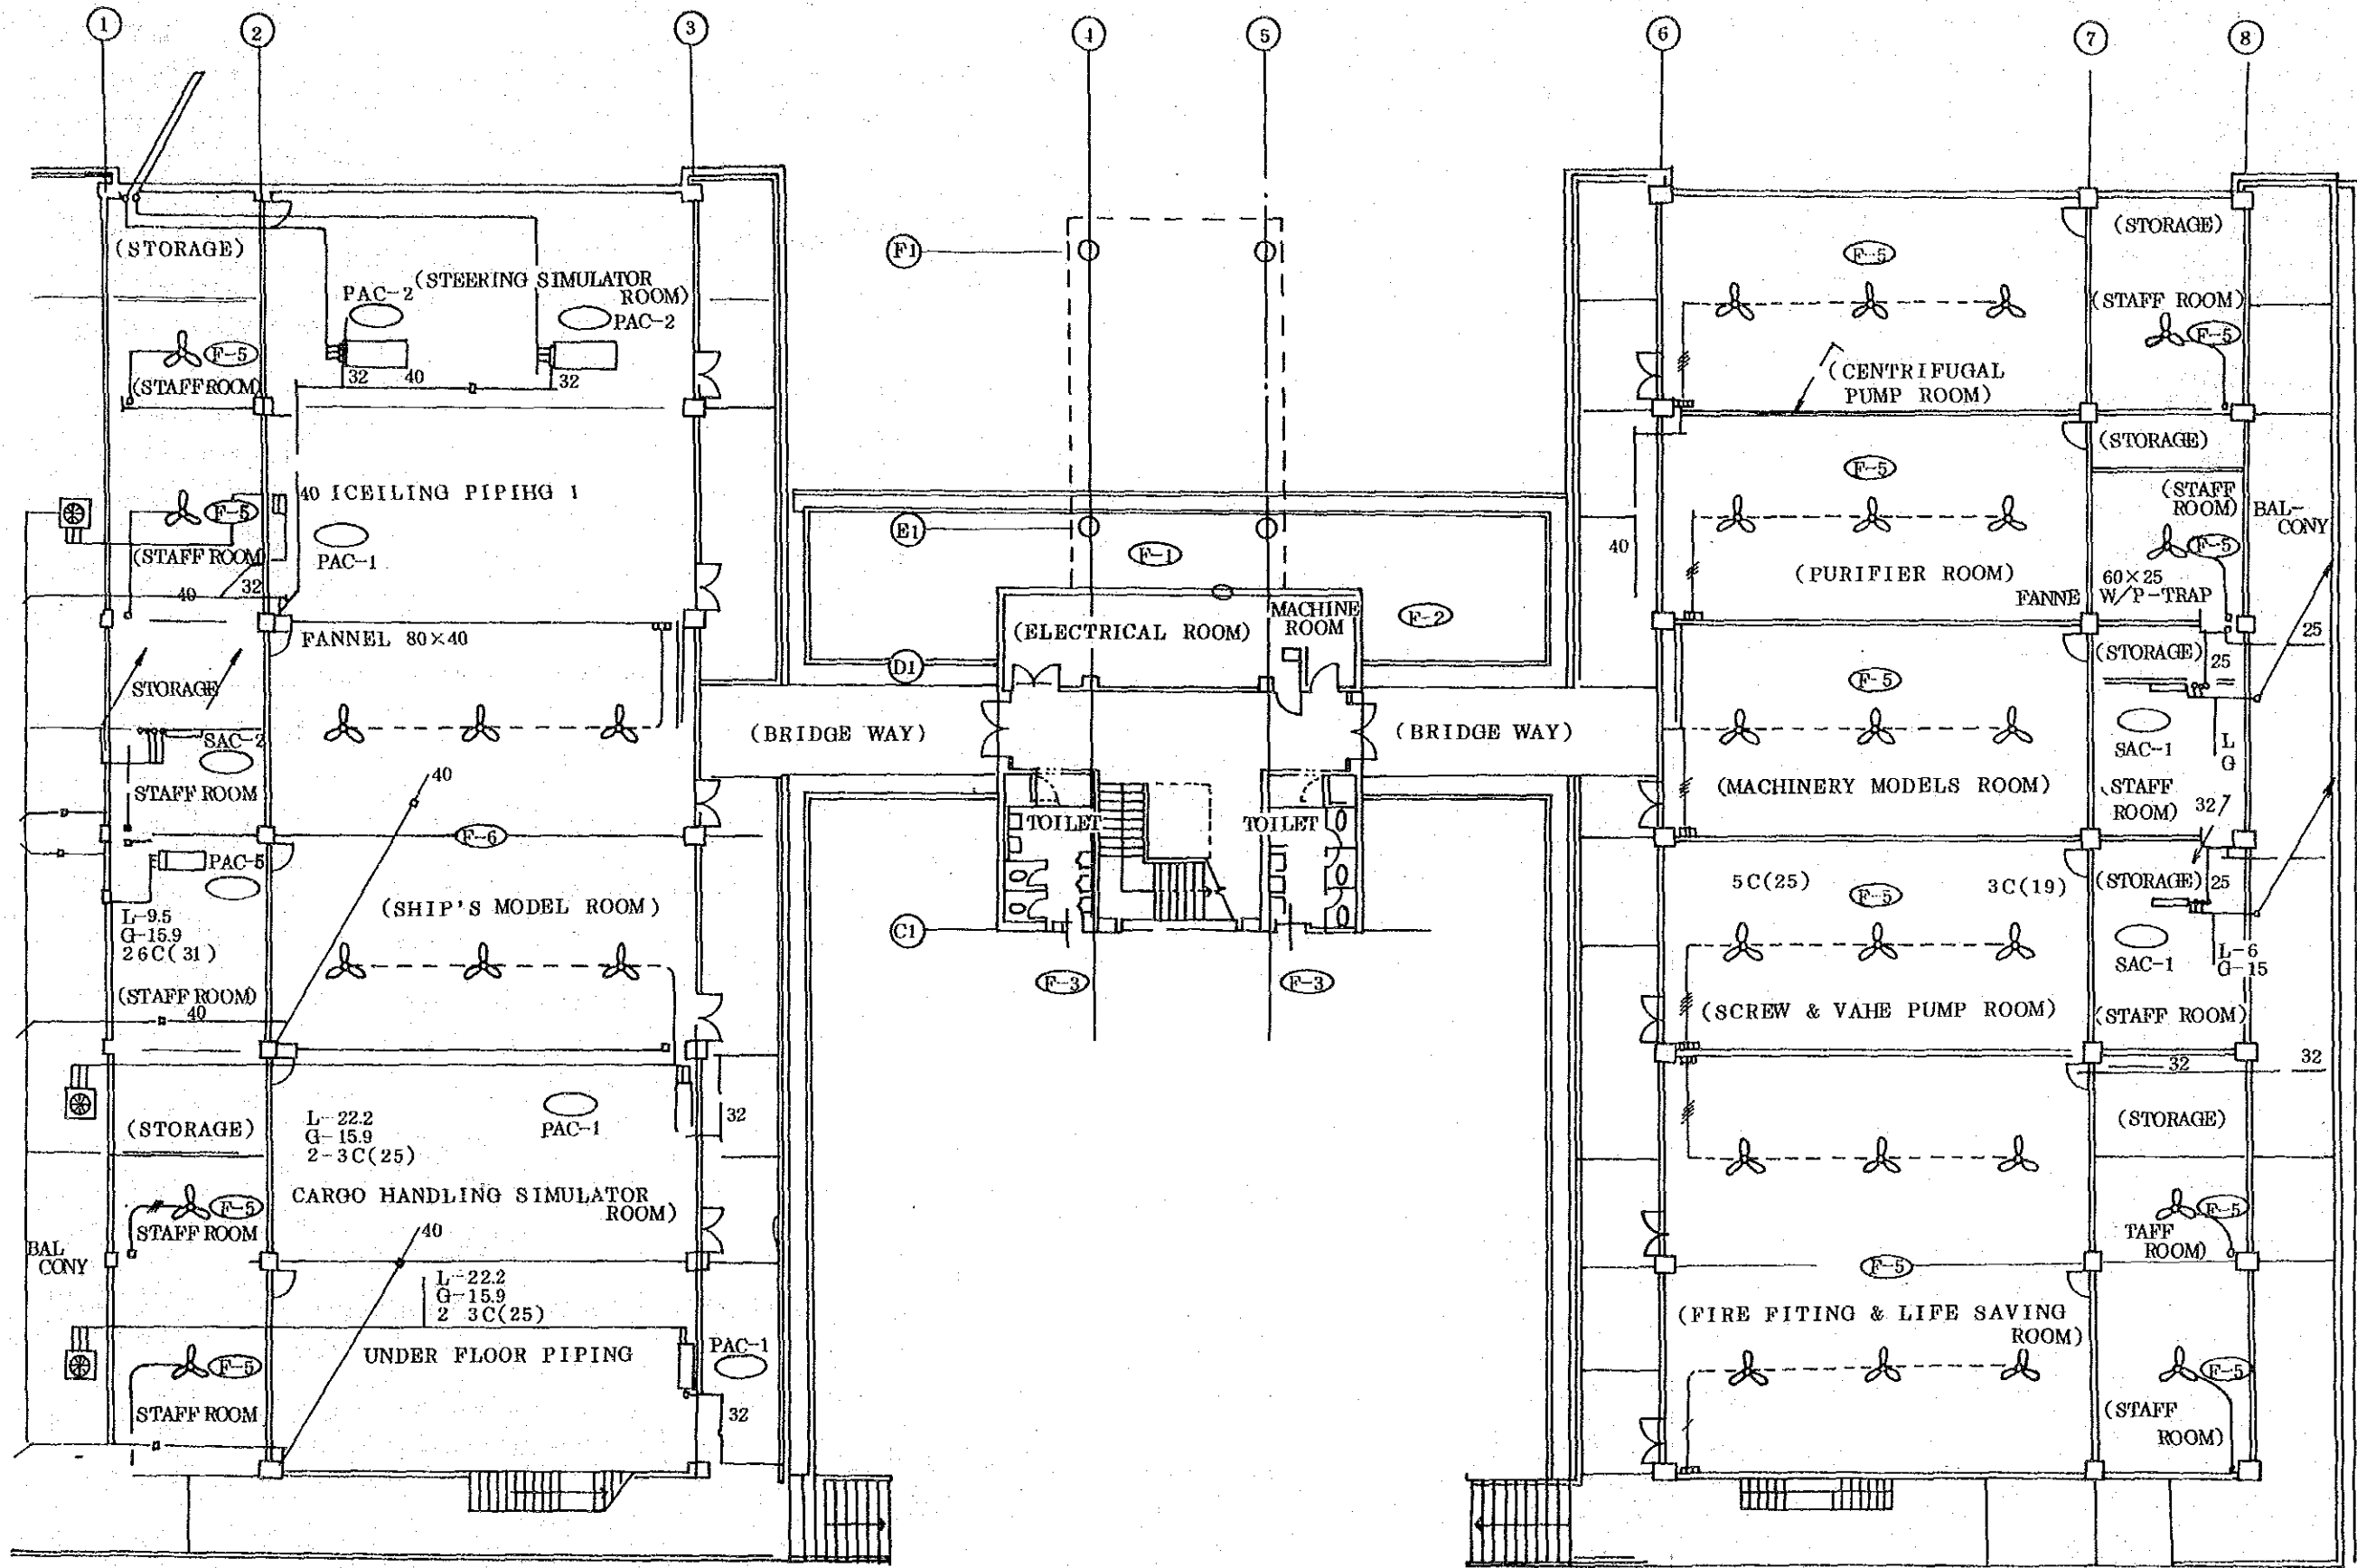 1
2
3
4
5
6
7
8
(STORAGE)
PAC-2
(STEERING SIMULATOR
ROOM)
PAC-2
F-5
(STAFF ROOM)
32
40
32
40 ICEILING PIPIHG 1
F-5
(STAFF ROOM
PAC-1
40
32
FANNEL 80×40
STORAGE
SAC-2
STAFF ROOM
40
F-6
PAC-5
(SHIP'S MODEL ROOM)
L-9.5
G-15.9
26C(31)
(STAFF ROOM)
40
(STORAGE)
L-22.2
G-15.9
2-3C(25)
PAC-1
32
CARGO HANDLING SIMULATOR
ROOM)
F-5
STAFF ROOM
BAL
CONY
40
L-22.2
G-15.9
2 3C(25)
UNDER FLOOR PIPING
PAC-1
F-5
STAFF ROOM
32
F1
E1
F-1
(ELECTRICAL ROOM)
MACHINE
ROOM
F-2
D1
(BRIDGE WAY)
(BRIDGE WAY)
TOILET
TOILET
C1
F-3
F-3
F-5
(STORAGE)
(STAFF ROOM)
F-5
(CENTRIFUGAL
PUMP ROOM)
F-5
(STORAGE)
(STAFF
ROOM)
BAL-
CONY
F-5
40
(PURIFIER ROOM)
60×25
FANNE W/P-TRAP
25
F-5
(STORAGE)
25
SAC-1
L
G
(MACHINERY MODELS ROOM)
STAFF
ROOM)
32
5C(25)
F-5
3C(19)
(STORAGE)
25
SAC-1
L-6
G-15
(SCREW & VAHE PUMP ROOM)
(STAFF ROOM)
32
32
(STORAGE)
F-5
TAFF
ROOM)
F-5
(FIRE FITING & LIFE SAVING
ROOM)
F-5
(STAFF
ROOM)